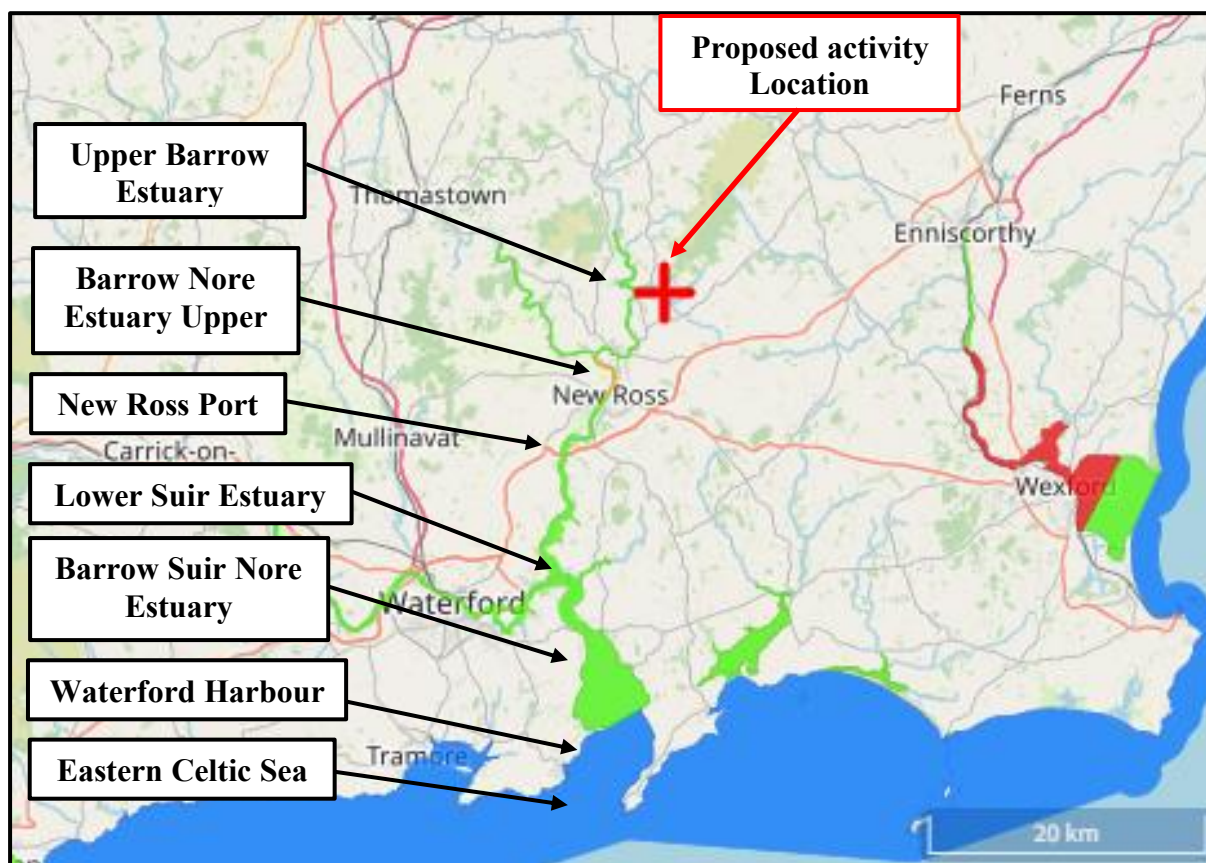 Proposed activity
Location
Ferns
Upper Barrow
Estuary
Thomastown
Enniscorthy
Barrow Nore
Estuary Upper
New Ross
New Ross Port
Mullinavat
Carrick-on-
Wexford
Lower Suir Estuary
Barrow Suir Nore
Estuary
Waterford
Waterford Harbour
Tramore
Eastern Celtic Sea
20 km